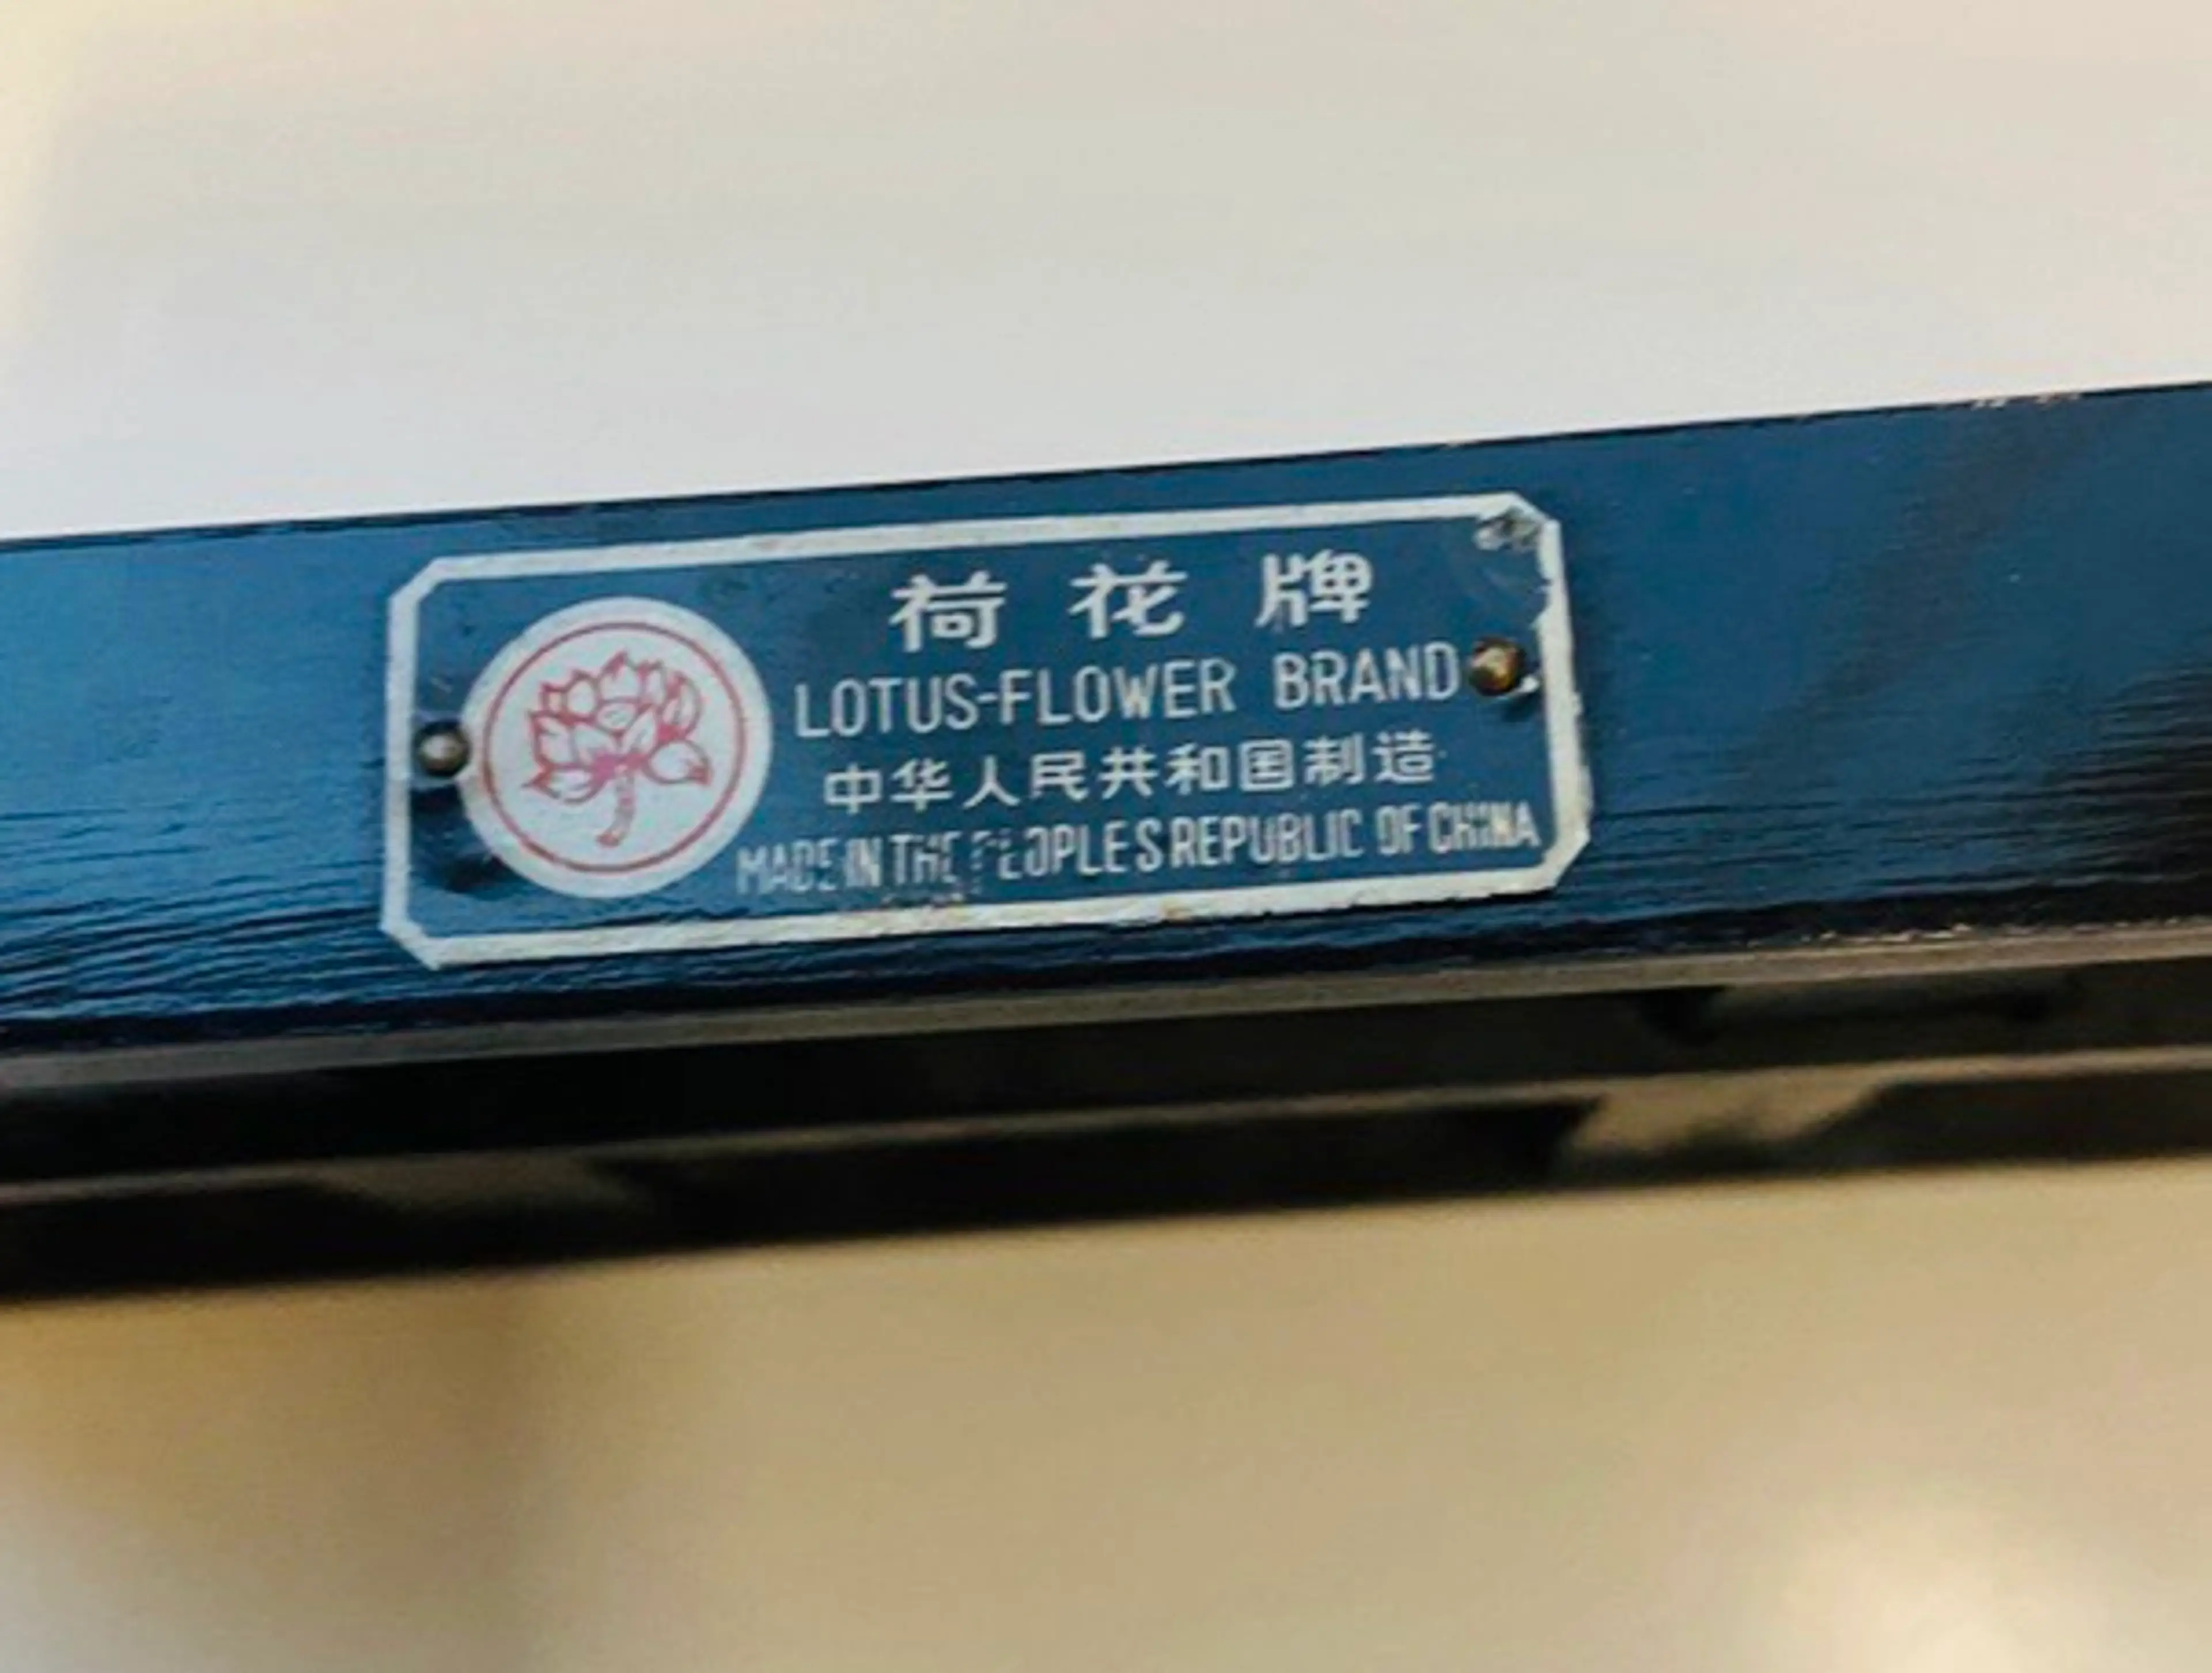 荷花牌
LOTUS-FLOWER BRAND
中华人民共和国制造
MADE IN THE PEOPLES REPUBLIC OF CHINA